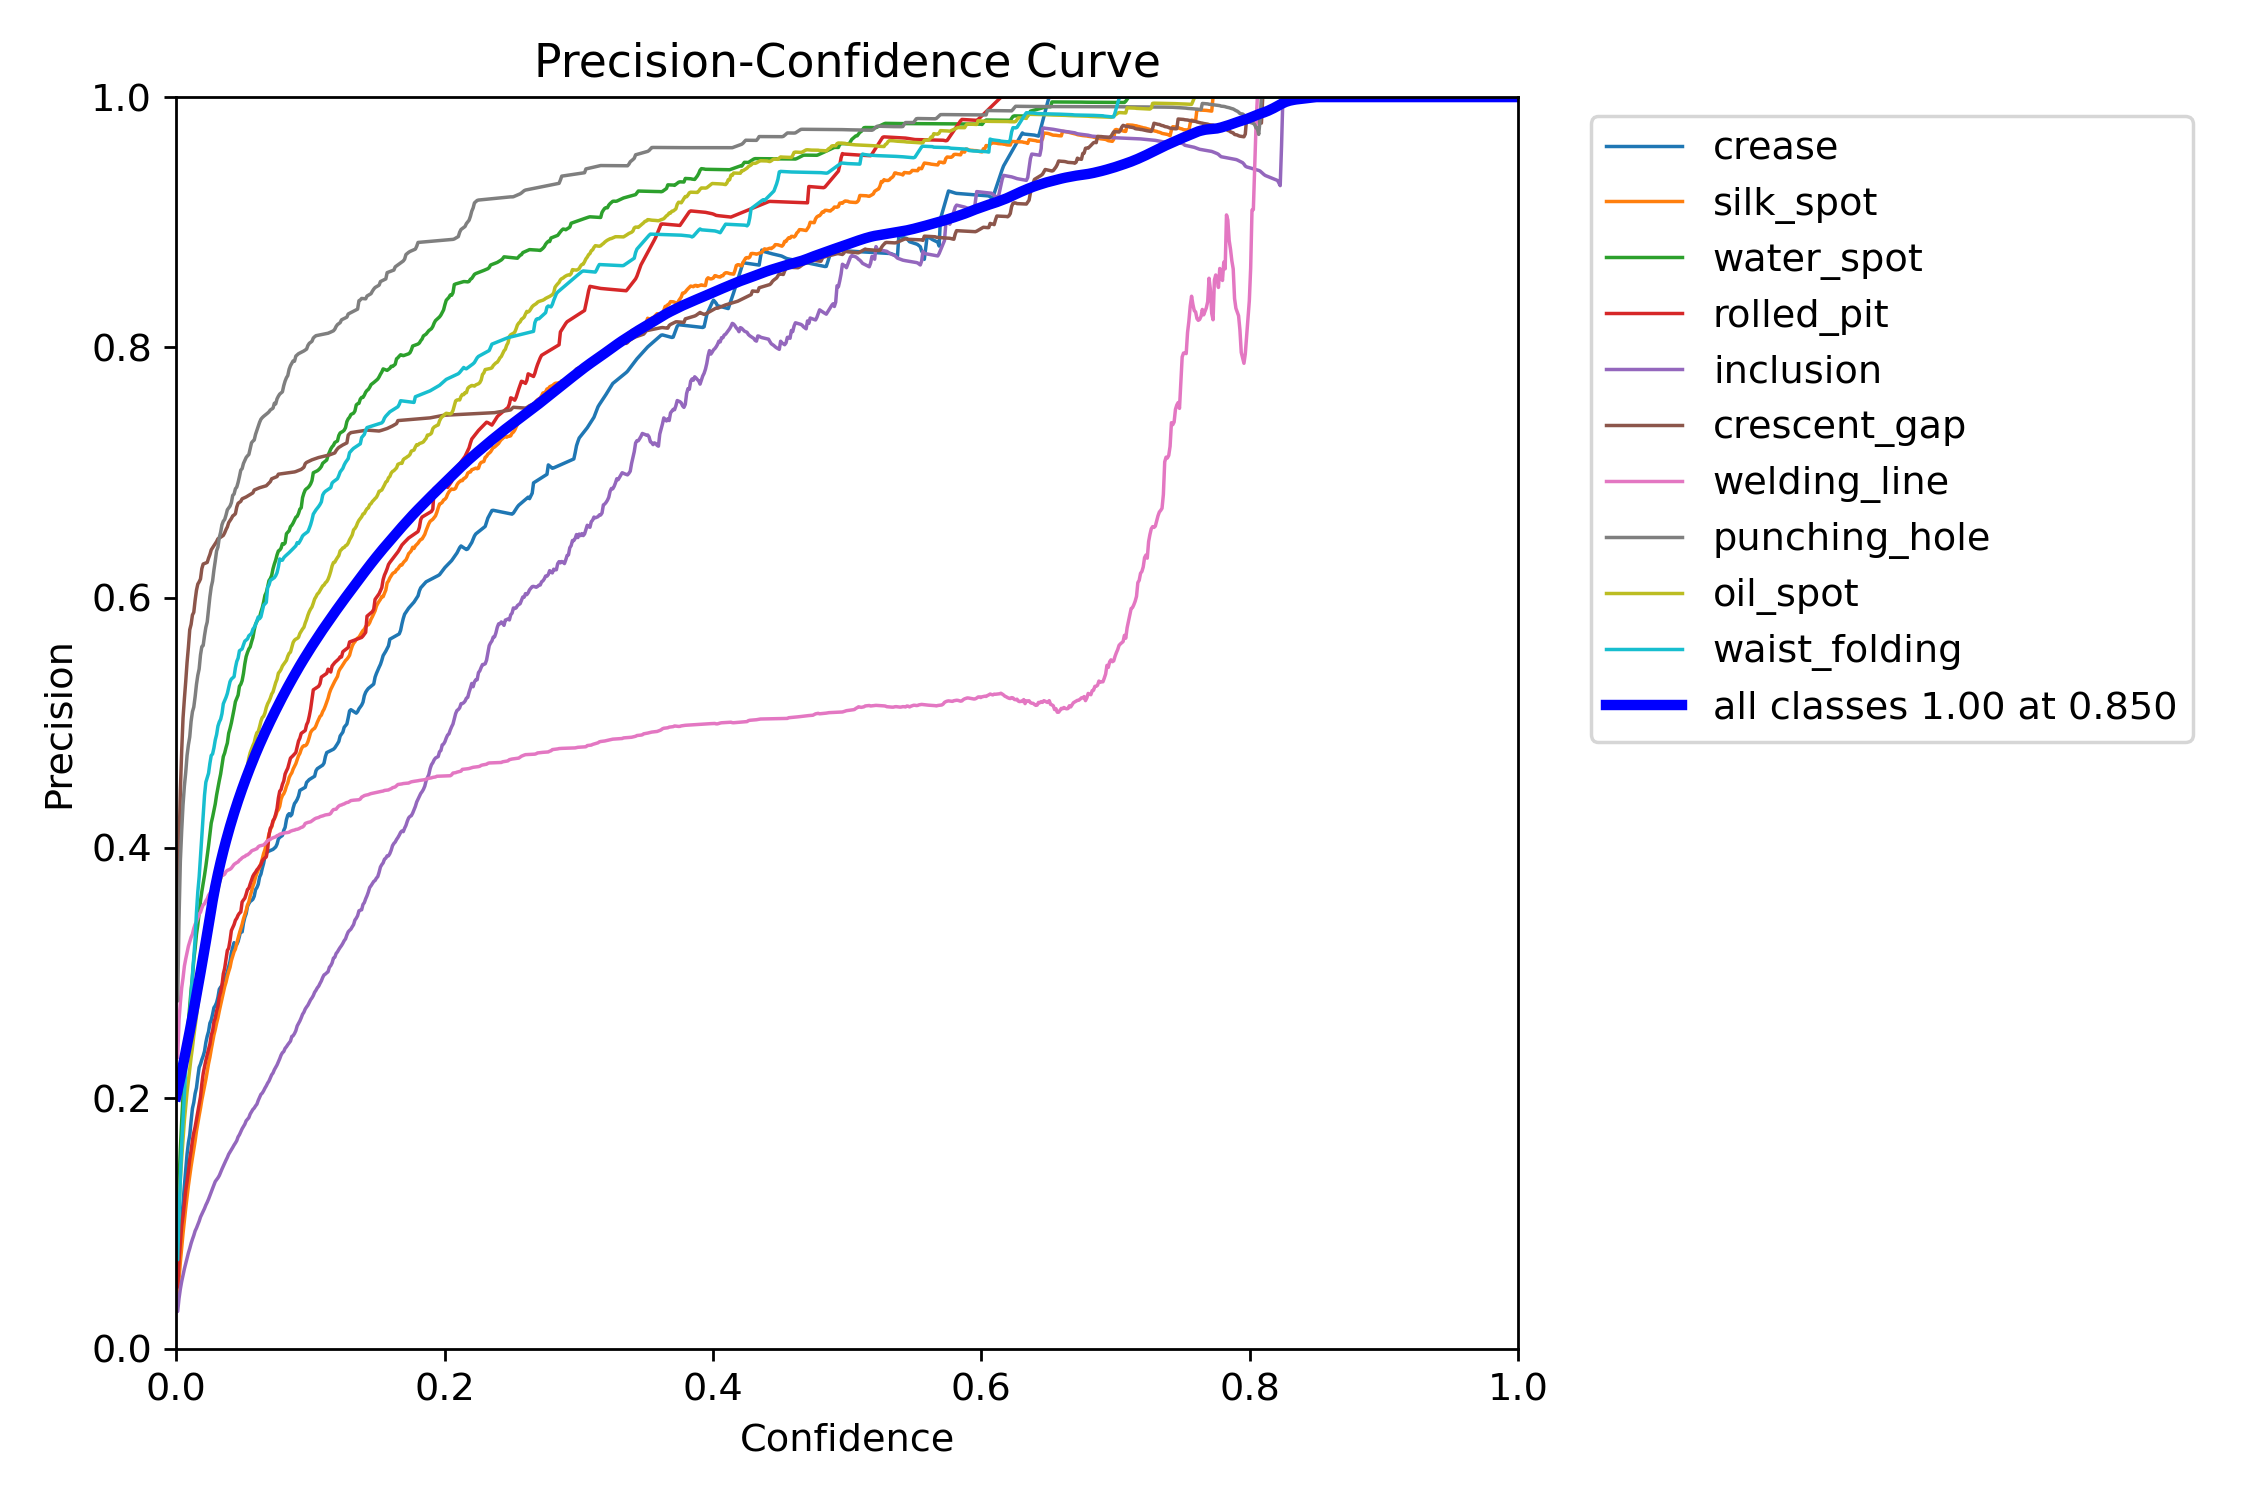 Precision-Confidence Curve
1.0
0.8
0.6
0.4
0.2
0.0
Precision
0.0 0.2 0.4 0.6 0.8 1.0
Confidence
crease
silk_spot
water_spot
rolled_pit
inclusion
crescent_gap
welding_line
punching_hole
oil_spot
waist_folding
all classes 1.00 at 0.850